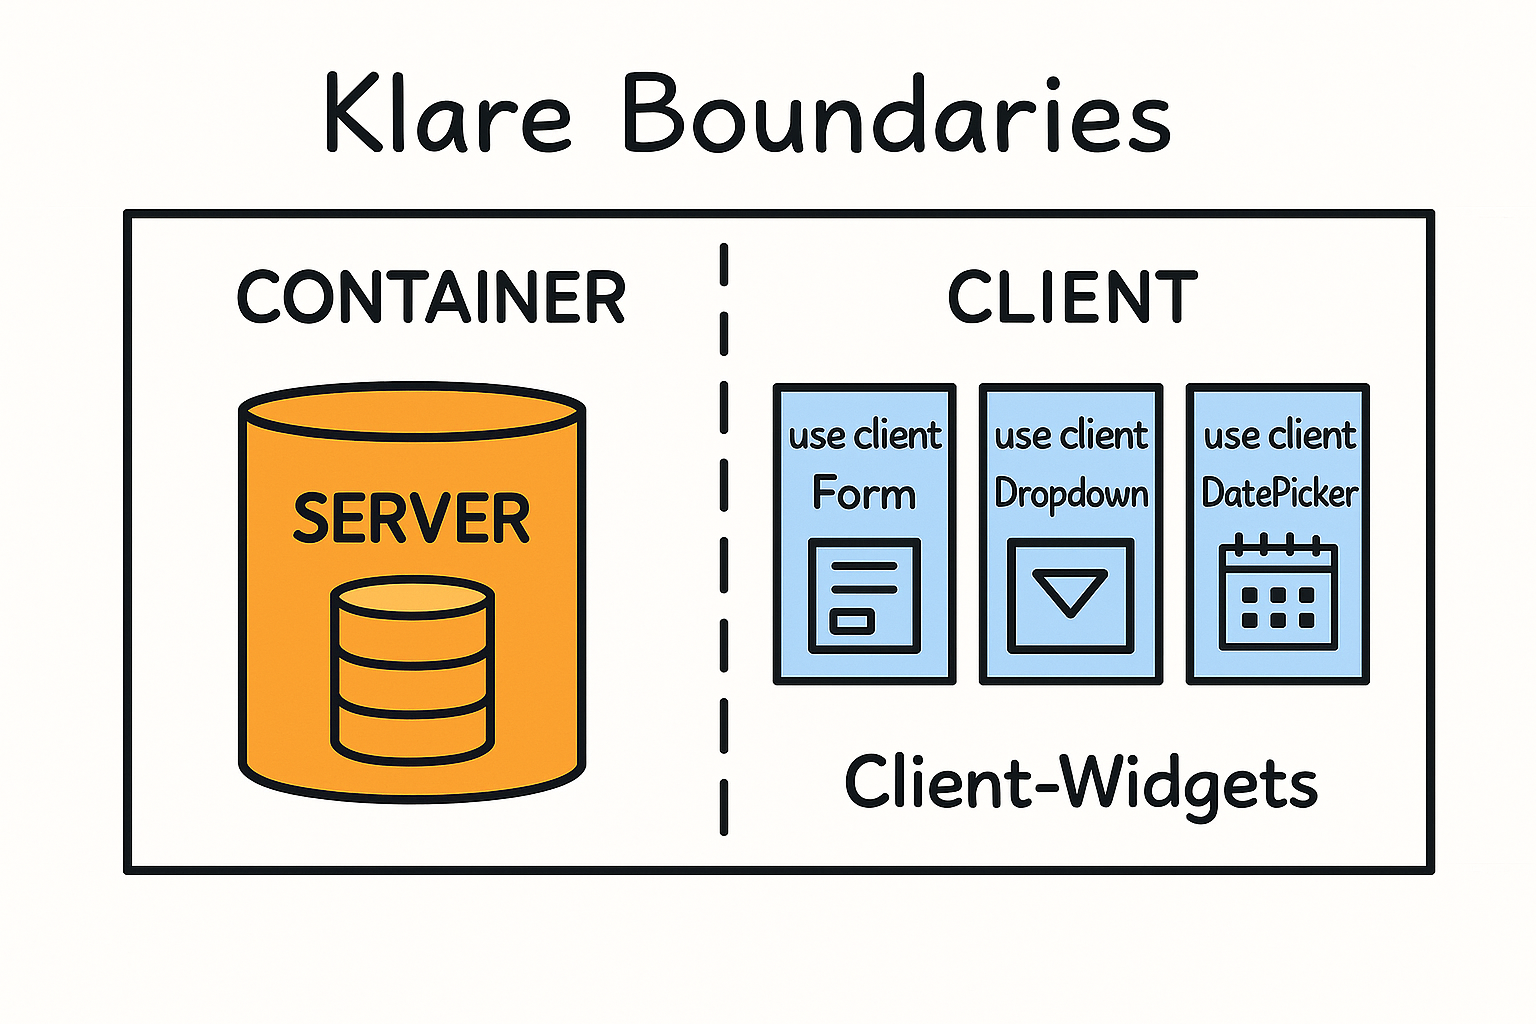 Klare Boundaries
CONTAINER
SERVER
CLIENT
use client
Form
use client
Dropdown
use client
DatePicker
Client-Widgets